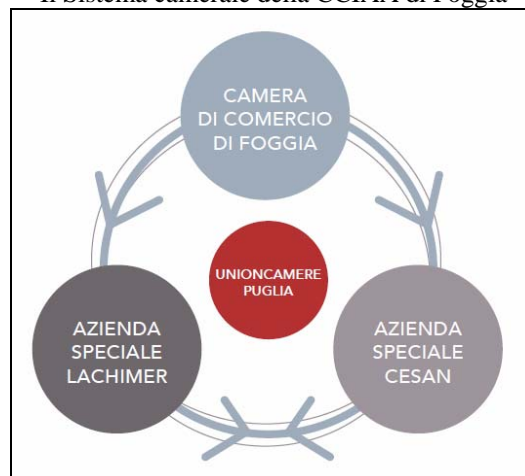 Il Sistema camerale della CCIAA di Foggia
CAMERA
DI COMERCIO
DI FOGGIA
UNIONCAMERE
PUGLIA
AZIENDA
SPECIALE
LACHIMER
AZIENDA
SPECIALE
CESAN